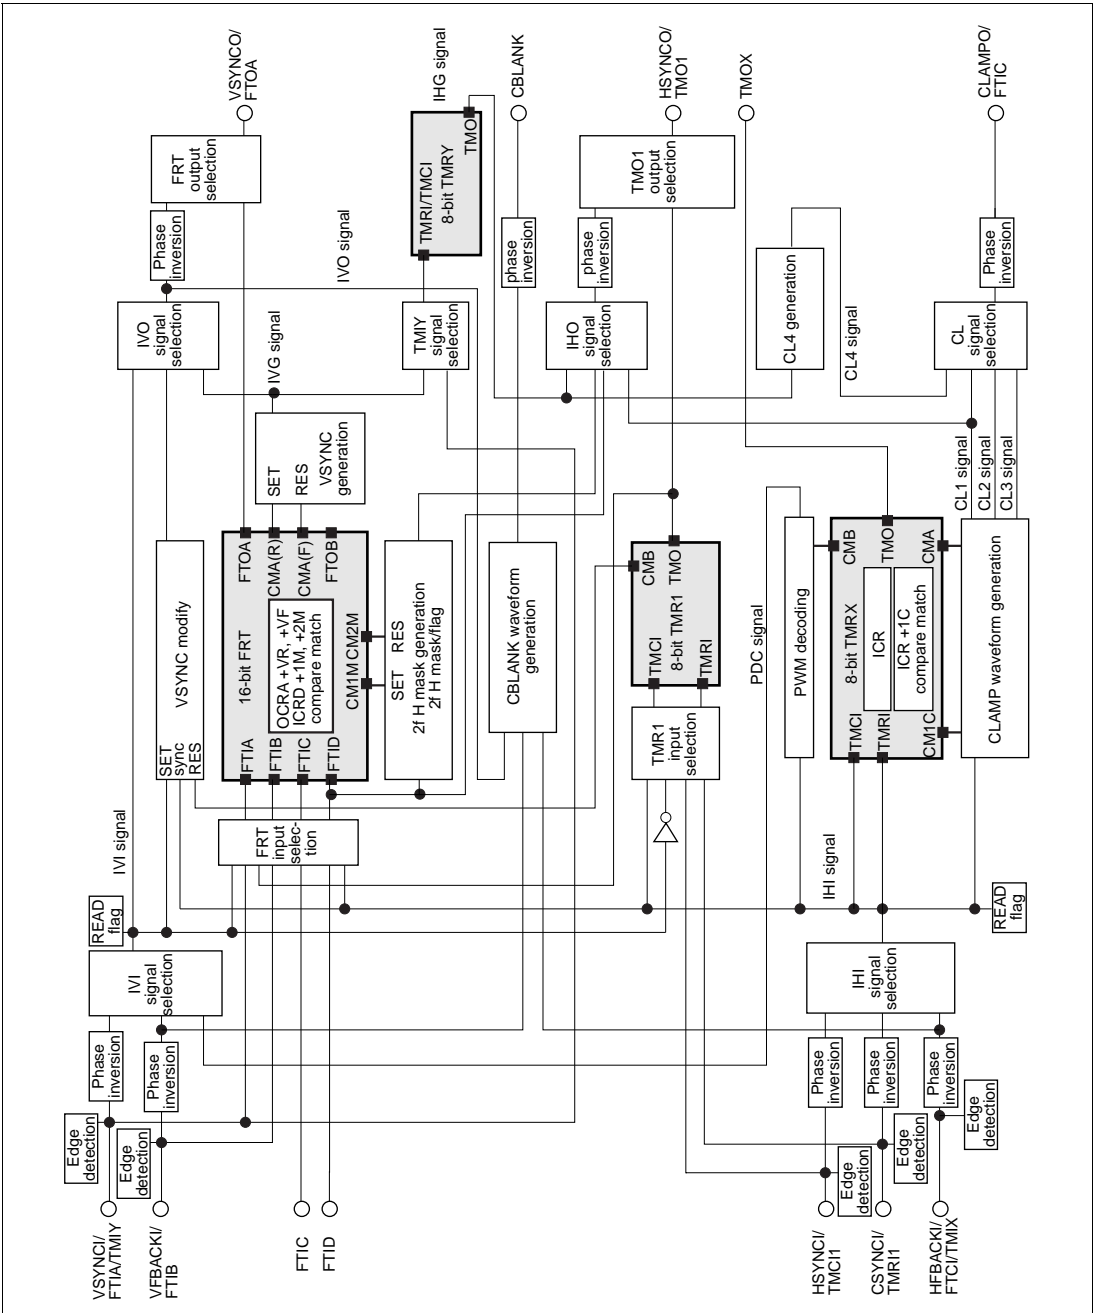 VSYNCO/
FTOA
IHG signal
CBLANK
HSYNCO/
TMO1
TMOX
CLAMPO/
FTIC
FRT
output
selection
TMO
TMRI/TMCI
8-bit TMRY
TMO1
output
selection
Phase
inversion
IVO signal
phase
inversion
phase
inversion
Phase
inversion
IVO
signal
selection
IVG signal
TMIY
signal
selection
IHO
signal
selection
CL4 generation
CL4 signal
CL
signal
selection
SET
RES
VSYNC
generation
CL1 signal
CL2 signal
CL3 signal
VSYNC modify
SET
sync
RES
FTOA
CMA(R)
CMA(F)
FTOB
16-bit FRT
OCRA +VR, +VF
ICRD +1M, +2M
compare match
CM1M CM2M
FTIA
FTIB
FTIC
FTID
SET
RES
2f H mask generation
2f H mask/flag
CBLANK waveform
generation
CMB
TMO
8-bit TMR1
TMCI
TMRI
PDC signal
PWM decoding
CMB
TMO
CMA
8-bit TMRX
ICR
ICR +1C
compare match
TMCI
TMRI
CM1C
CLAMP waveform generation
IVI signal
FRT
input
selec-
tion
TMR1
input
selection
IHI signal
READ
flag
READ
flag
IVI
signal
selection
IHI
signal
selection
Phase
inversion
Phase
inversion
Phase
inversion
Phase
inversion
Phase
inversion
Edge
detection
Edge
detection
Edge
detection
Edge
detection
Edge
detection
VSYNCI/
FTIA/TMIY
VFBACKI/
FTIB
FTIC
FTID
HSYNCI/
TMCI1
CSYNCI/
TMRI1
HFBACKI/
FTCI/TMIX